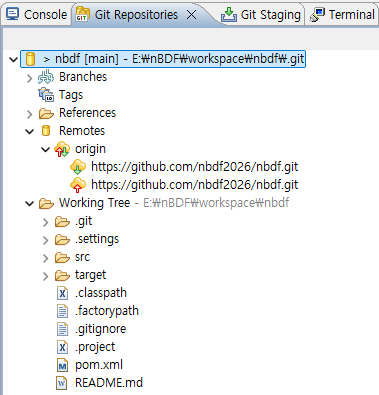 Console Git Repositories Git Staging Terminal
> nbdf [main] - E:₩nBDF₩workspace₩nbdf₩.git
Branches
Tags
References
Remotes
origin
https://github.com/nbdf2026/nbdf.git
https://github.com/nbdf2026/nbdf.git
Working Tree - E:₩nBDF₩workspace₩nbdf
.git
.settings
src
target
.classpath
.factorypath
.gitignore
.project
pom.xml
README.md